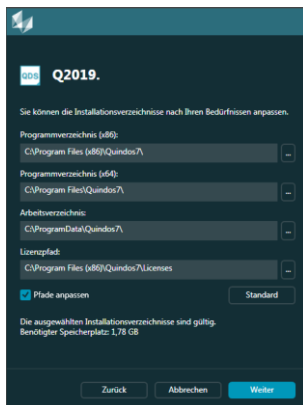 QDS Q2019.
Sie können die Installationsverzeichnisse nach Ihren Bedürfnissen anpassen.
Programmverzeichnis (x86):
C:\Program Files (x86)\Quindos7\
...
Programmverzeichnis (x64):
C:\Program Files\Quindos7\
...
Arbeitsverzeichnis:
C:\ProgramData\Quindos7\
...
Lizenzpfad:
C:\Program Files (x86)\Quindos7\Licenses
...
Pfade anpassen
Standard
Die ausgewählten Installationsverzeichnisse sind gültig.
Benötigter Speicherplatz: 1,78 GB
Zurück
Abbrechen
Weiter